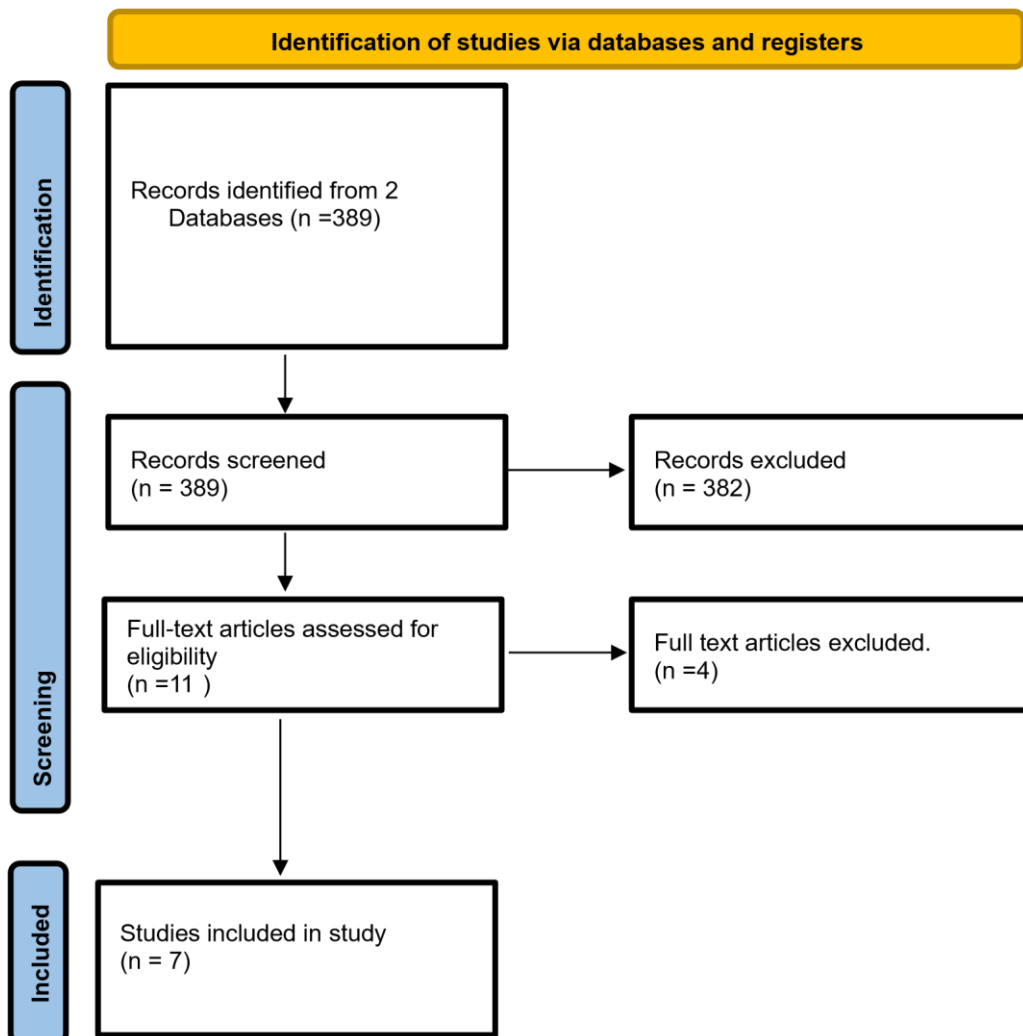 Identification of studies via databases and registers
Identification
Records identified from 2
Databases (n =389)
Screening
Records screened
(n = 389)
Records excluded
(n = 382)
Full-text articles assessed for
eligibility
(n =11 )
Full text articles excluded.
(n =4)
Included
Studies included in study
(n = 7)